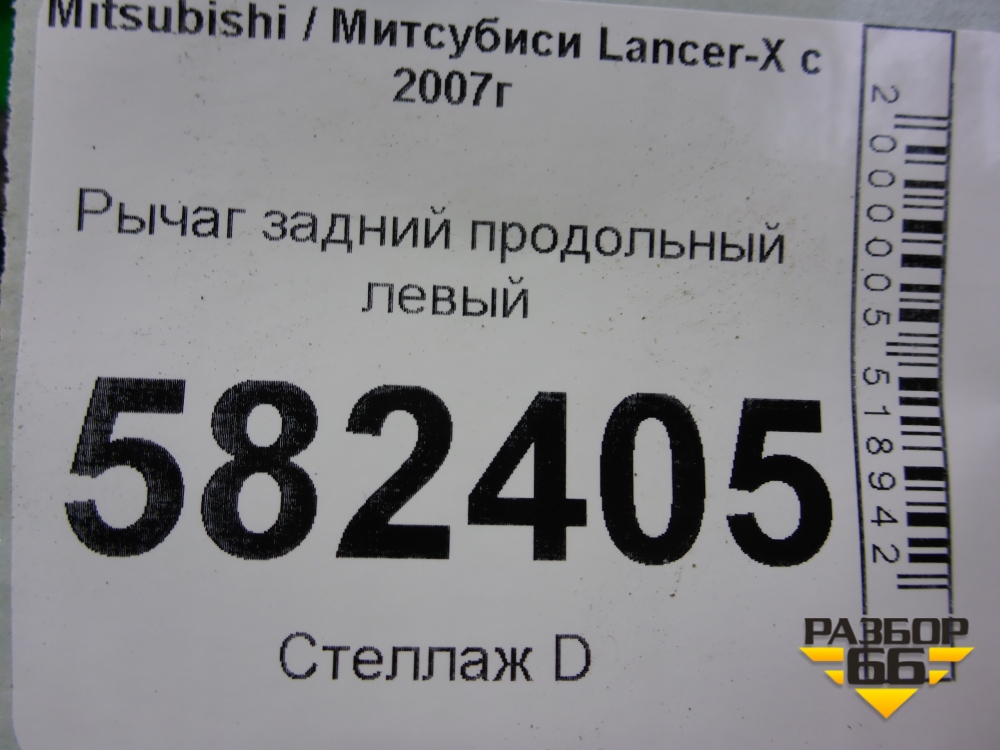 Mitsubishi / Митсубиси Lancer-X с
2007г
Рычаг задний продольный
левый
582405
Стеллаж D
2000005518942
РАЗБОР
66